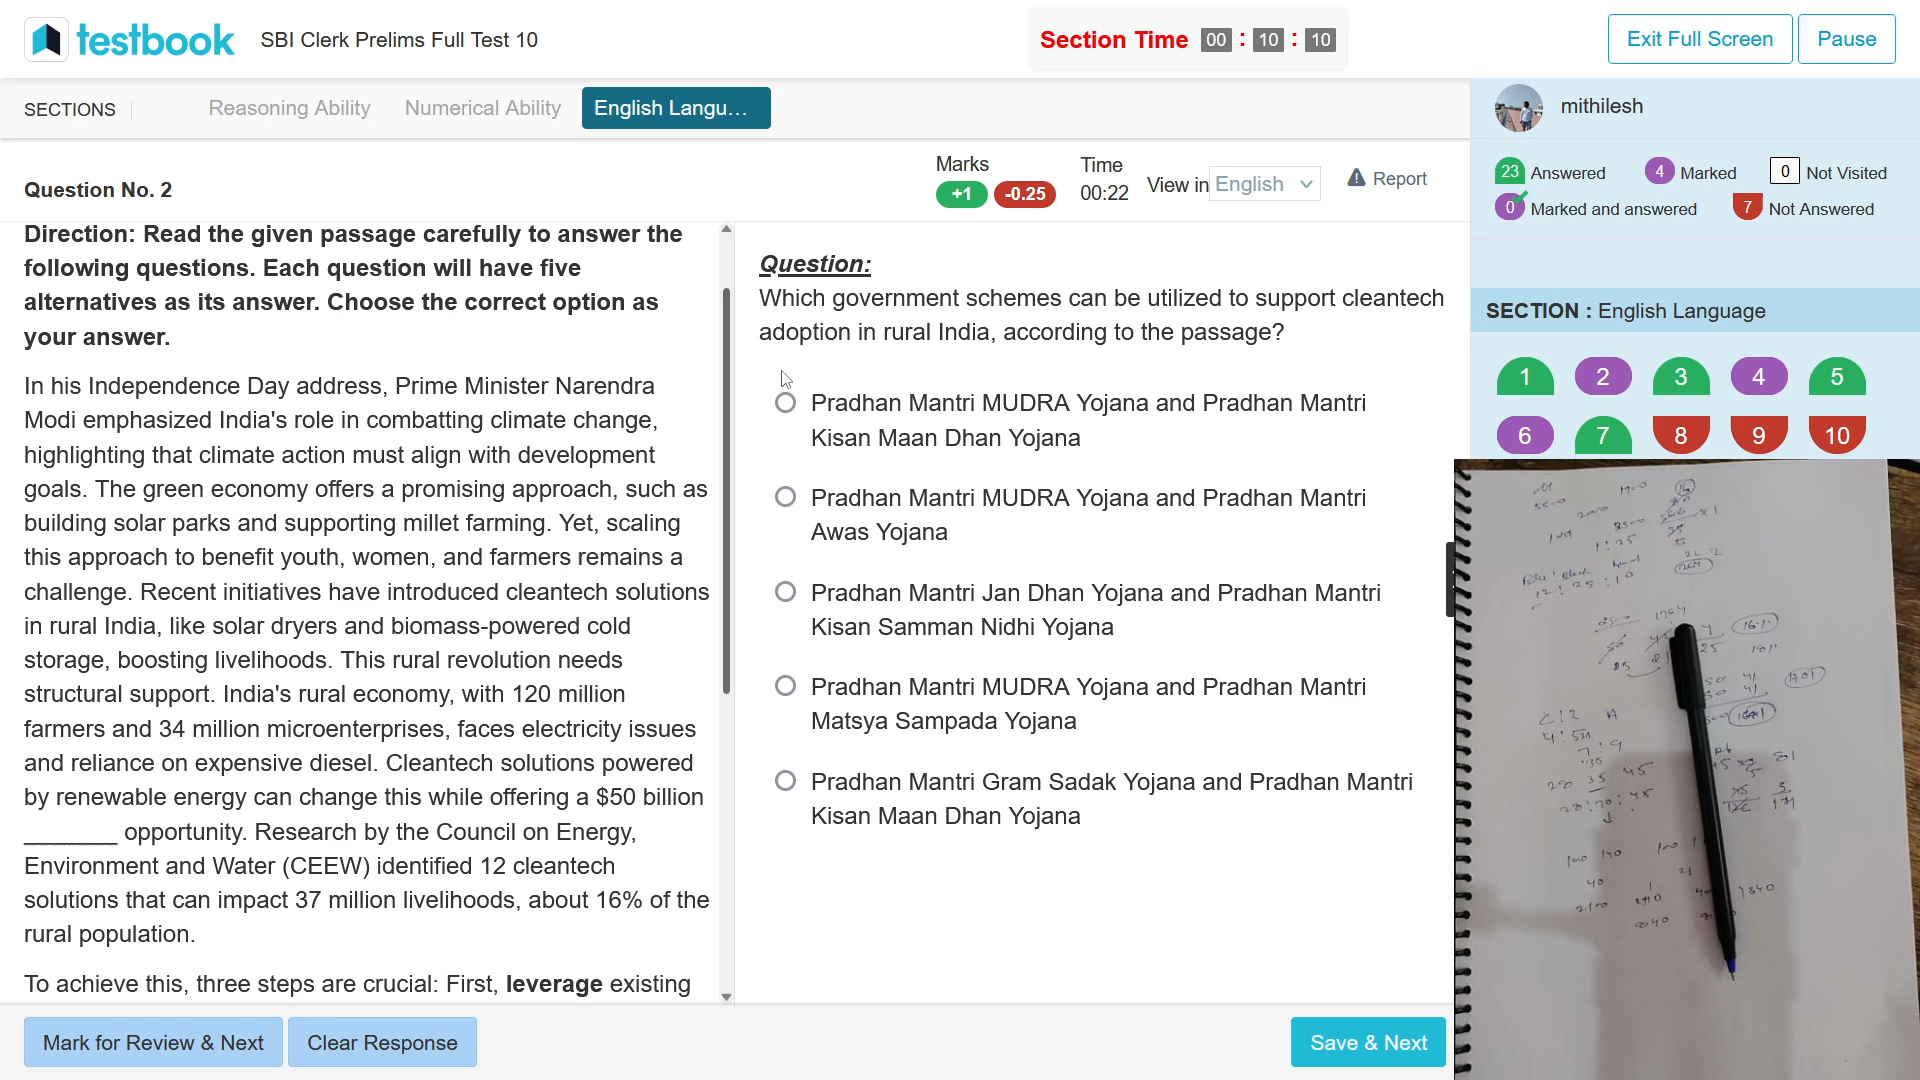 testbook
SBI Clerk Prelims Full Test 10
Section Time 00 : 10 : 10
Exit Full Screen
Pause
SECTIONS
Reasoning Ability
Numerical Ability
English Langu...
mithilesh
23 Answered
4 Marked
0 Not Visited
0 Marked and answered
7 Not Answered
Question No. 2
Marks
+1 -0.25
Time
00:22
View in English
Report
Direction: Read the given passage carefully to answer the
following questions. Each question will have five
alternatives as its answer. Choose the correct option as
your answer.
In his Independence Day address, Prime Minister Narendra
Modi emphasized India's role in combatting climate change,
highlighting that climate action must align with development
goals. The green economy offers a promising approach, such as
building solar parks and supporting millet farming. Yet, scaling
this approach to benefit youth, women, and farmers remains a
challenge. Recent initiatives have introduced cleantech solutions
in rural India, like solar dryers and biomass-powered cold
storage, boosting livelihoods. This rural revolution needs
structural support. India's rural economy, with 120 million
farmers and 34 million microenterprises, faces electricity issues
and reliance on expensive diesel. Cleantech solutions powered
by renewable energy can change this while offering a $50 billion
________ opportunity. Research by the Council on Energy,
Environment and Water (CEEW) identified 12 cleantech
solutions that can impact 37 million livelihoods, about 16% of the
rural population.
To achieve this, three steps are crucial: First, leverage existing
Question:
Which government schemes can be utilized to support cleantech
adoption in rural India, according to the passage?
Pradhan Mantri MUDRA Yojana and Pradhan Mantri
Kisan Maan Dhan Yojana
Pradhan Mantri MUDRA Yojana and Pradhan Mantri
Awas Yojana
Pradhan Mantri Jan Dhan Yojana and Pradhan Mantri
Kisan Samman Nidhi Yojana
Pradhan Mantri MUDRA Yojana and Pradhan Mantri
Matsya Sampada Yojana
Pradhan Mantri Gram Sadak Yojana and Pradhan Mantri
Kisan Maan Dhan Yojana
SECTION : English Language
1 2 3 4 5
6 7 8 9 10
Mark for Review & Next
Clear Response
Save & Next